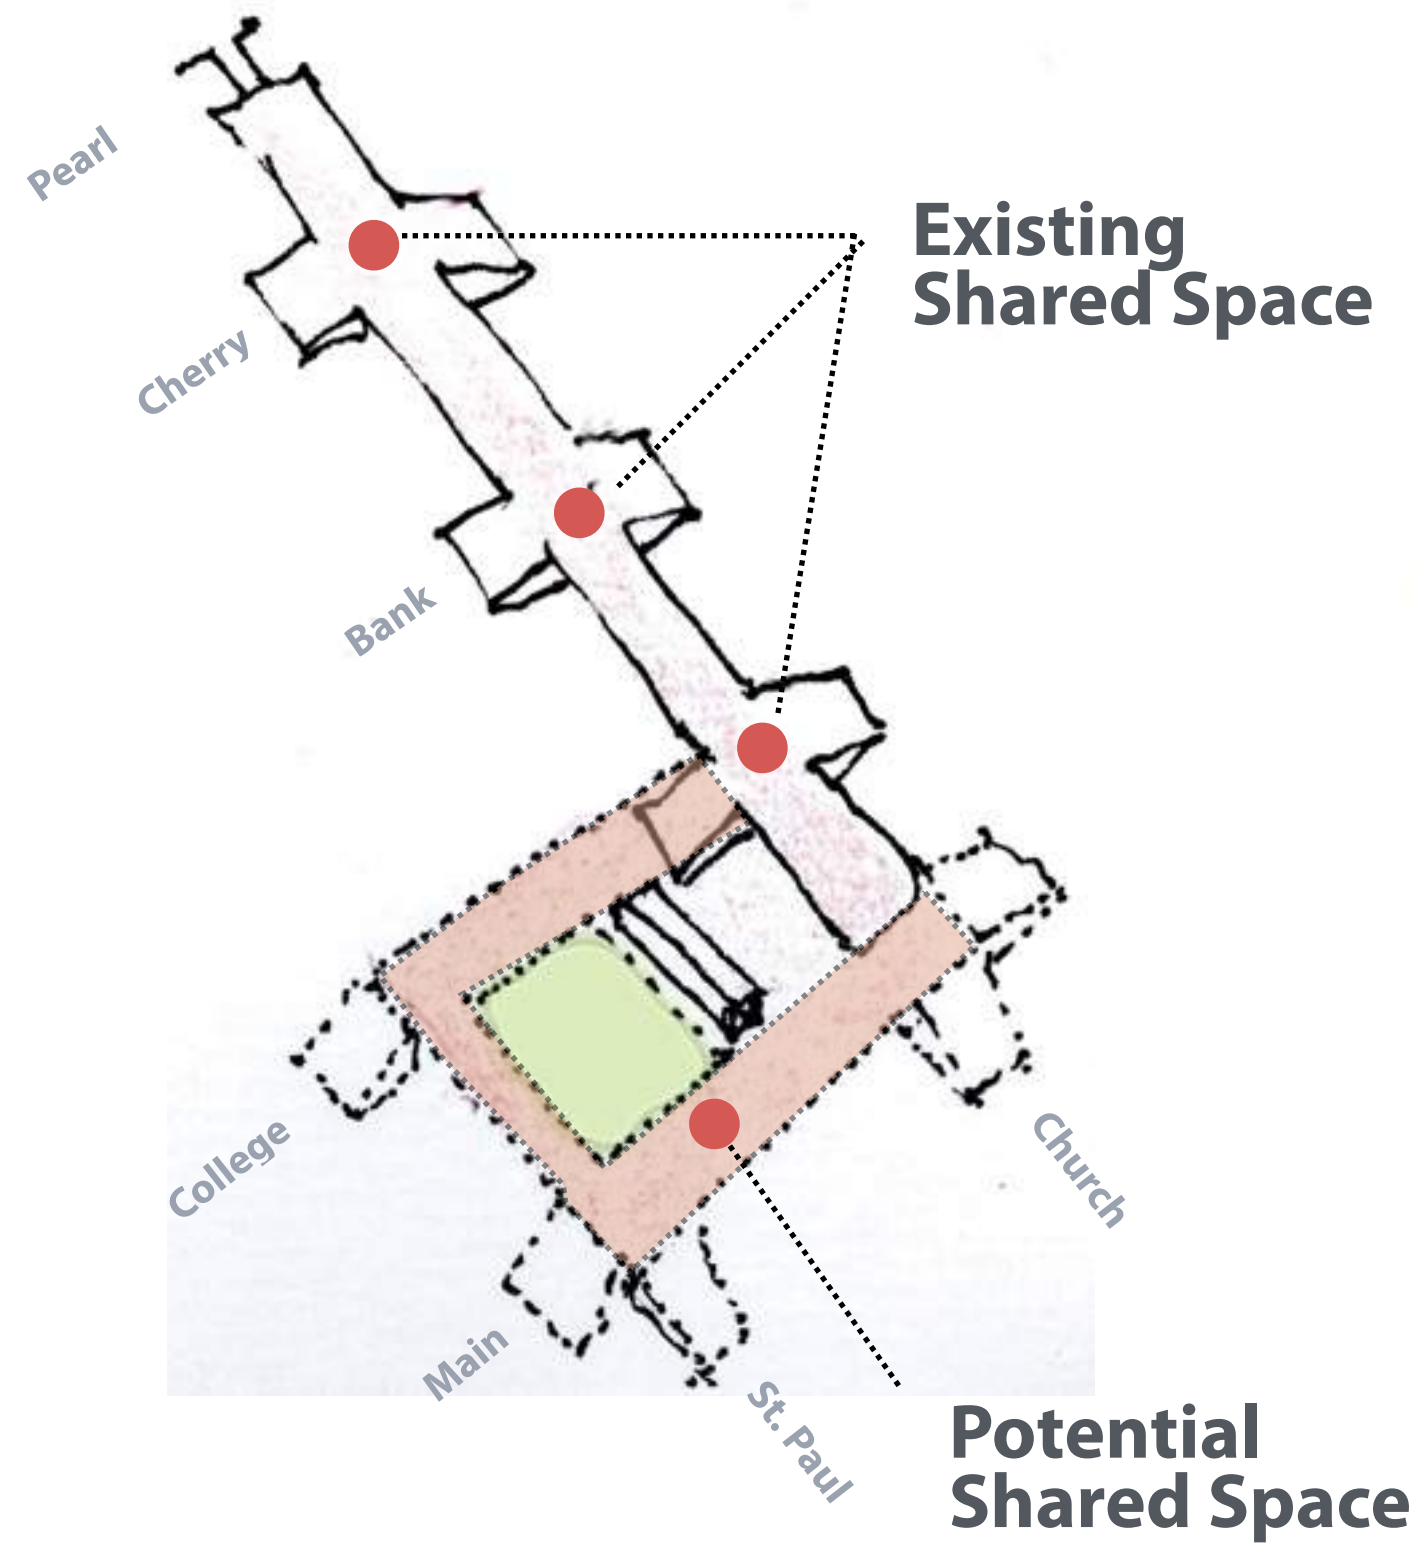 Pearl
Existing
Shared Space
Cherry
Bank
College
Church
Main
St. Paul
Potential
Shared Space